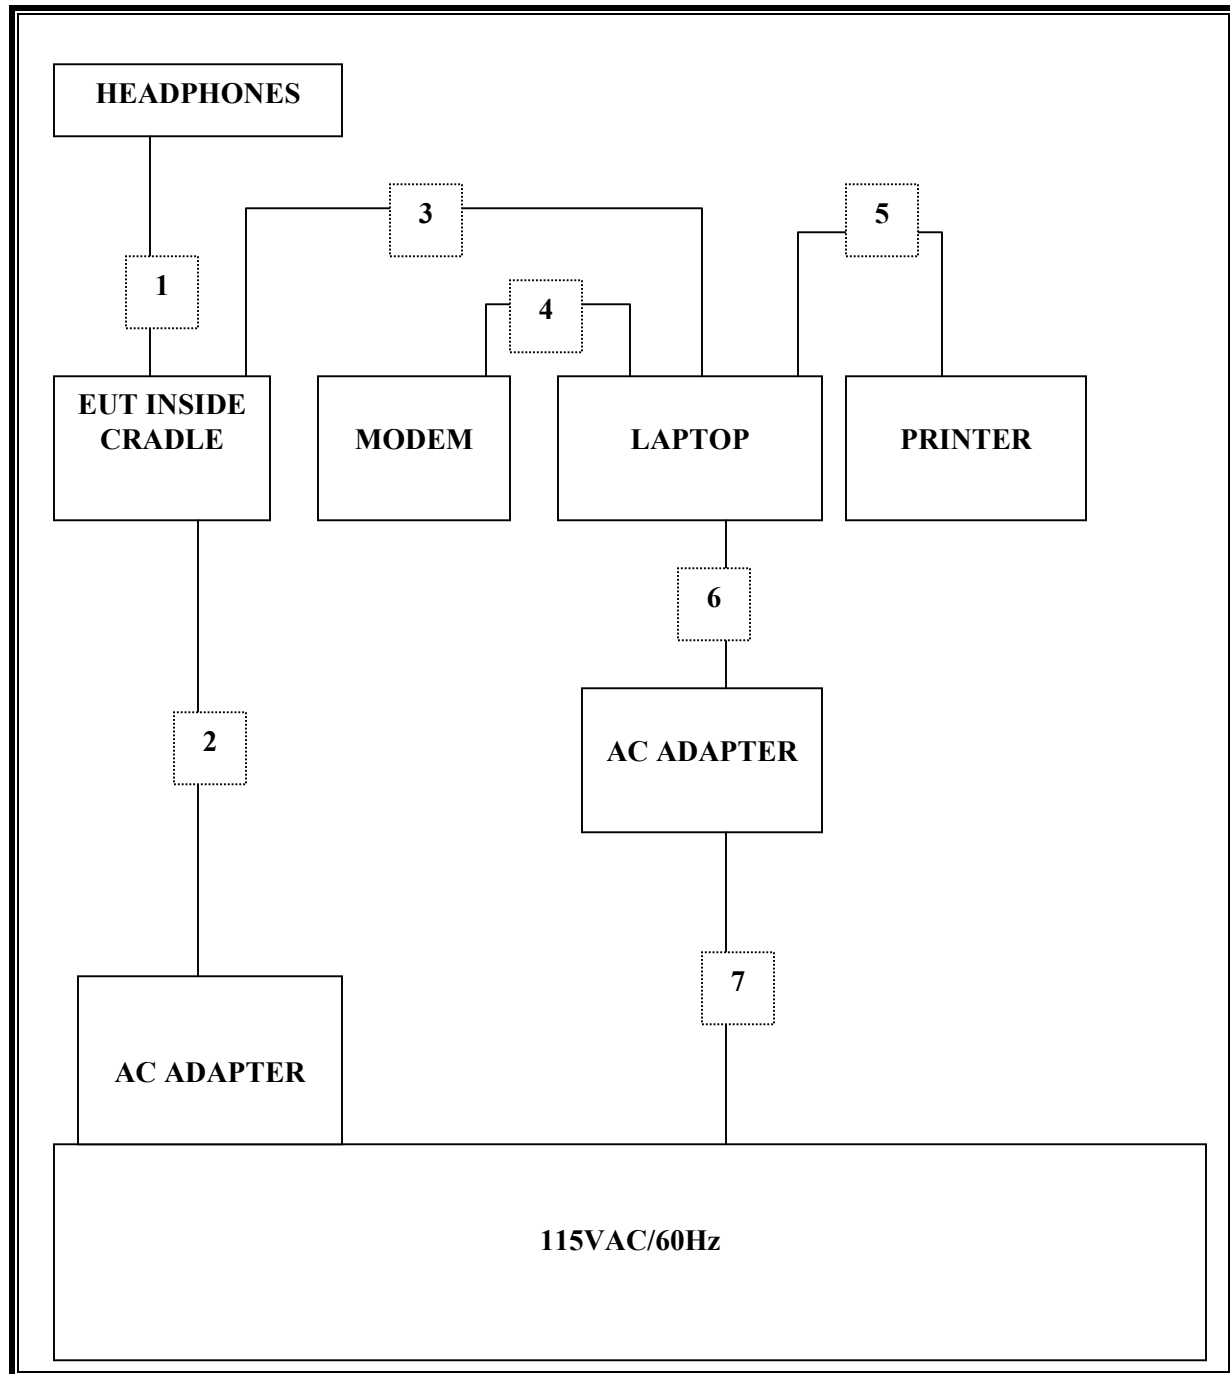 HEADPHONES
3
5
1
4
EUT INSIDE
CRADLE
MODEM
LAPTOP
PRINTER
6
2
AC ADAPTER
7
AC ADAPTER
115VAC/60Hz